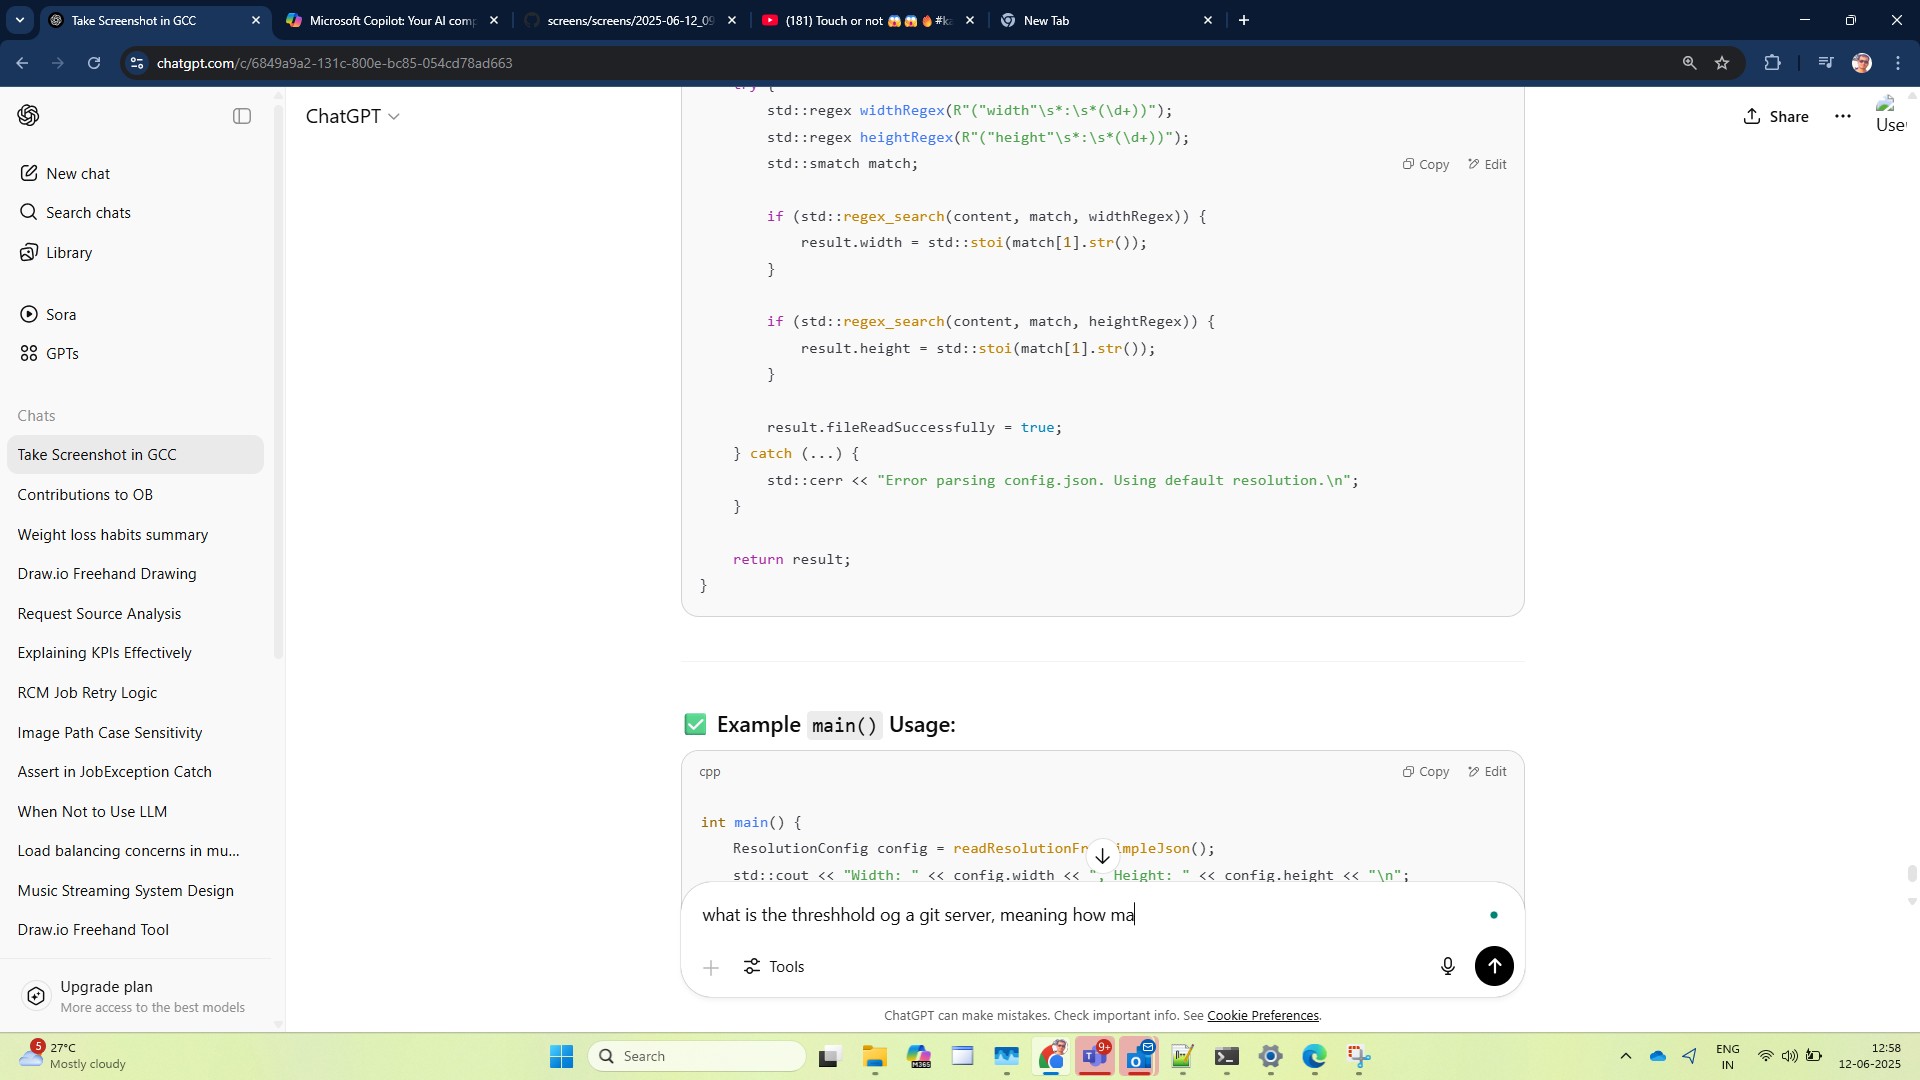 Take Screenshot in GCC
Microsoft Copilot: Your AI comp
screens/screens/2025-06-12_09
(181) Touch or not 😱😱🔥#k
New Tab
chatgpt.com/c/6849a9a2-131c-800e-bc85-054cd78ad663
ChatGPT
Share
Use
New chat
Search chats
Library
Sora
GPTs
Chats
Take Screenshot in GCC
Contributions to OB
Weight loss habits summary
Draw.io Freehand Drawing
Request Source Analysis
Explaining KPIs Effectively
RCM Job Retry Logic
Image Path Case Sensitivity
Assert in JobException Catch
When Not to Use LLM
Load balancing concerns in mu...
Music Streaming System Design
Draw.io Freehand Tool
Upgrade plan
More access to the best models
try {
std::regex widthRegex(R"("width"\s*:\s*(\d+))");
std::regex heightRegex(R"("height"\s*:\s*(\d+))");
std::smatch match;
Copy Edit
if (std::regex_search(content, match, widthRegex)) {
result.width = std::stoi(match[1].str());
}
if (std::regex_search(content, match, heightRegex)) {
result.height = std::stoi(match[1].str());
}
result.fileReadSuccessfully = true;
} catch (...) {
std::cerr << "Error parsing config.json. Using default resolution.\n";
}
return result;
}
✅ Example main() Usage:
cpp
Copy Edit
int main() {
ResolutionConfig config = readResolutionFr impleJson();
std::cout << "Width: " << config.width << ", Height: " << config.height << "\n";
what is the threshhold og a git server, meaning how ma
Tools
ChatGPT can make mistakes. Check important info. See Cookie Preferences.
5
27°C
Mostly cloudy
Search
M365
9+
ENG
IN
12:58
12-06-2025